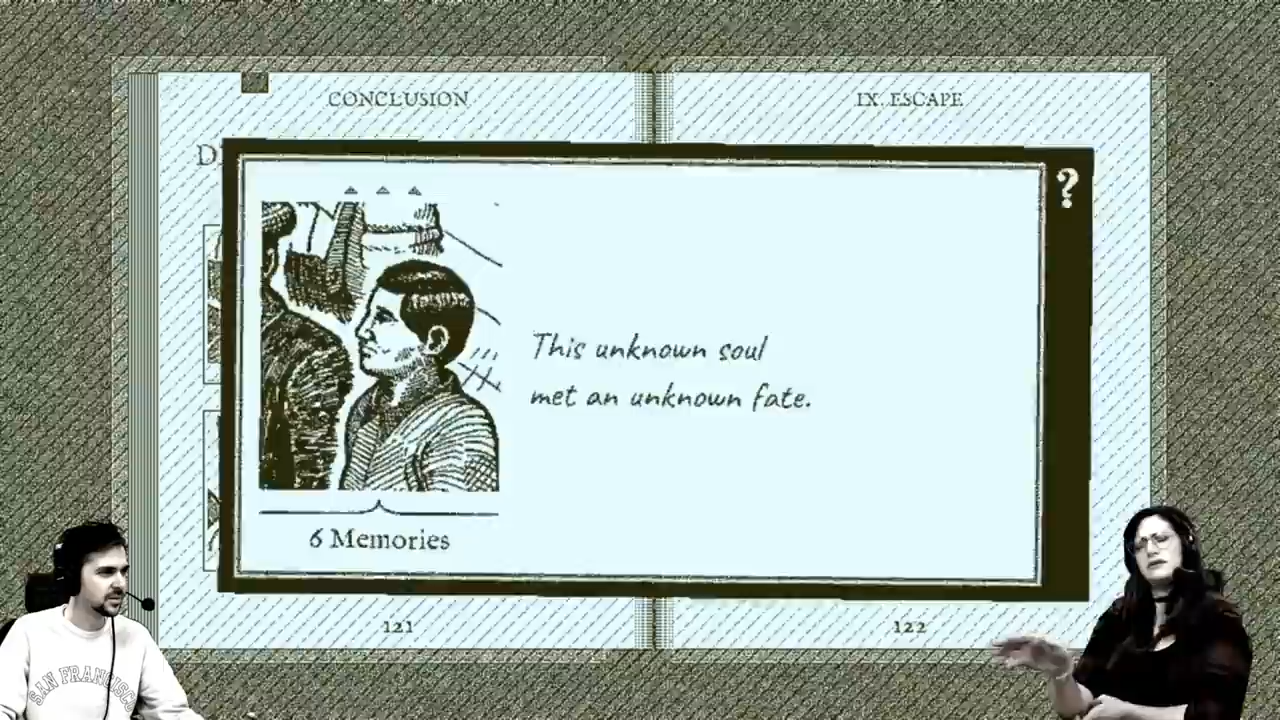 CONCLUSION
IX. ESCAPE
D
?
This unknown soul
met an unknown fate.
6 Memories
121
122
SAN FRANCISCO